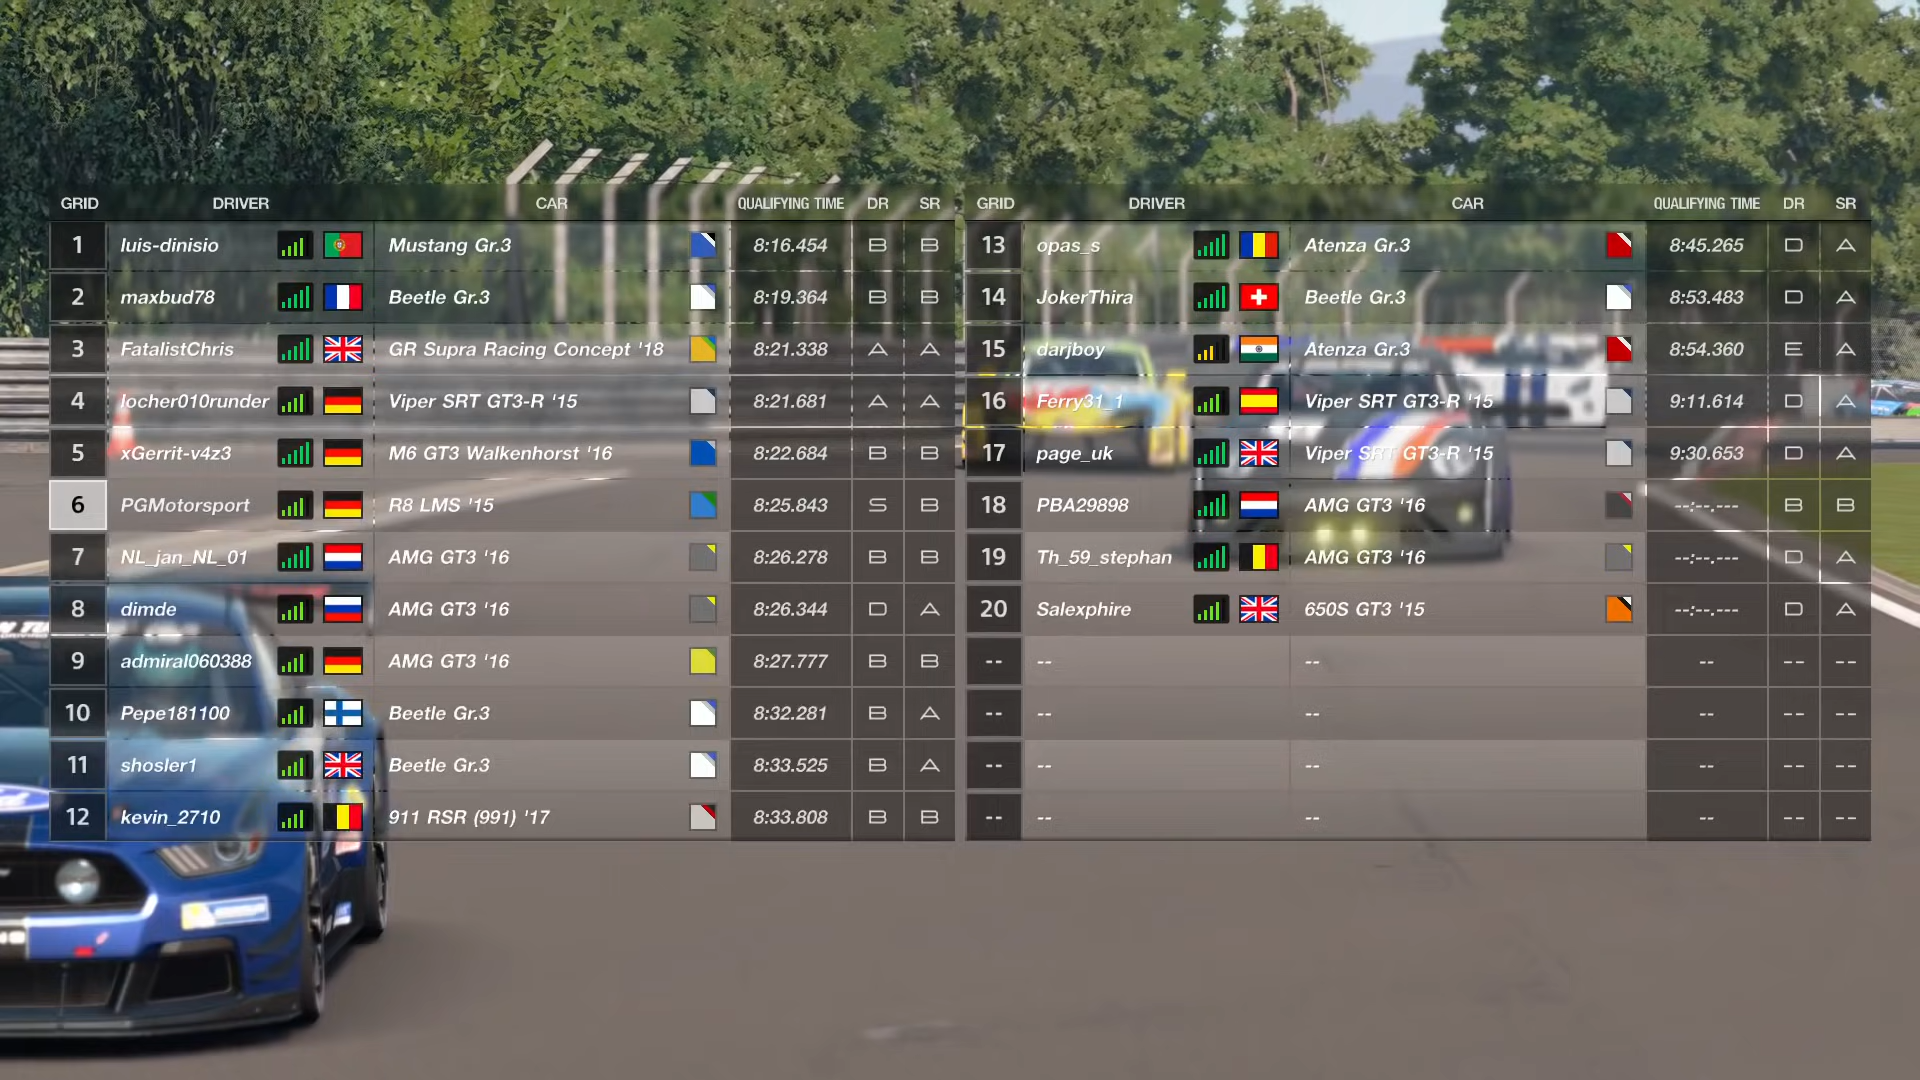 GRID DRIVER CAR QUALIFYING TIME DR SR
1 luis-dinisio Mustang Gr.3 8:16.454 B B
2 maxbud78 Beetle Gr.3 8:19.364 B B
3 FatalistChris GR Supra Racing Concept '18 8:21.338 A A
4 locher010runder Viper SRT GT3-R '15 8:21.681 A A
5 xGerrit-v4z3 M6 GT3 Walkenhorst '16 8:22.684 B B
6 PGMotorsport R8 LMS '15 8:25.843 S B
7 NL_jan_NL_01 AMG GT3 '16 8:26.278 B B
8 dimde AMG GT3 '16 8:26.344 D A
9 admiral060388 AMG GT3 '16 8:27.777 B B
10 Pepe181100 Beetle Gr.3 8:32.281 B A
11 shosler1 Beetle Gr.3 8:33.525 B A
12 kevin_2710 911 RSR (991) '17 8:33.808 B B
GRID DRIVER CAR QUALIFYING TIME DR SR
13 opas_s Atenza Gr.3 8:45.265 D A
14 JokerThira Beetle Gr.3 8:53.483 D A
15 darjboy Atenza Gr.3 8:54.360 E A
16 Ferry31_1 Viper SRT GT3-R '15 9:11.614 D A
17 page_uk Viper SRT GT3-R '15 9:30.653 D A
18 PBA29898 AMG GT3 '16 --:--.--- B B
19 Th_59_stephan AMG GT3 '16 --:--.--- D A
20 Salexphire 650S GT3 '15 --:--.--- D A
-- -- -- -- -- --
-- -- -- -- -- --
-- -- -- -- -- --
-- -- -- -- -- --